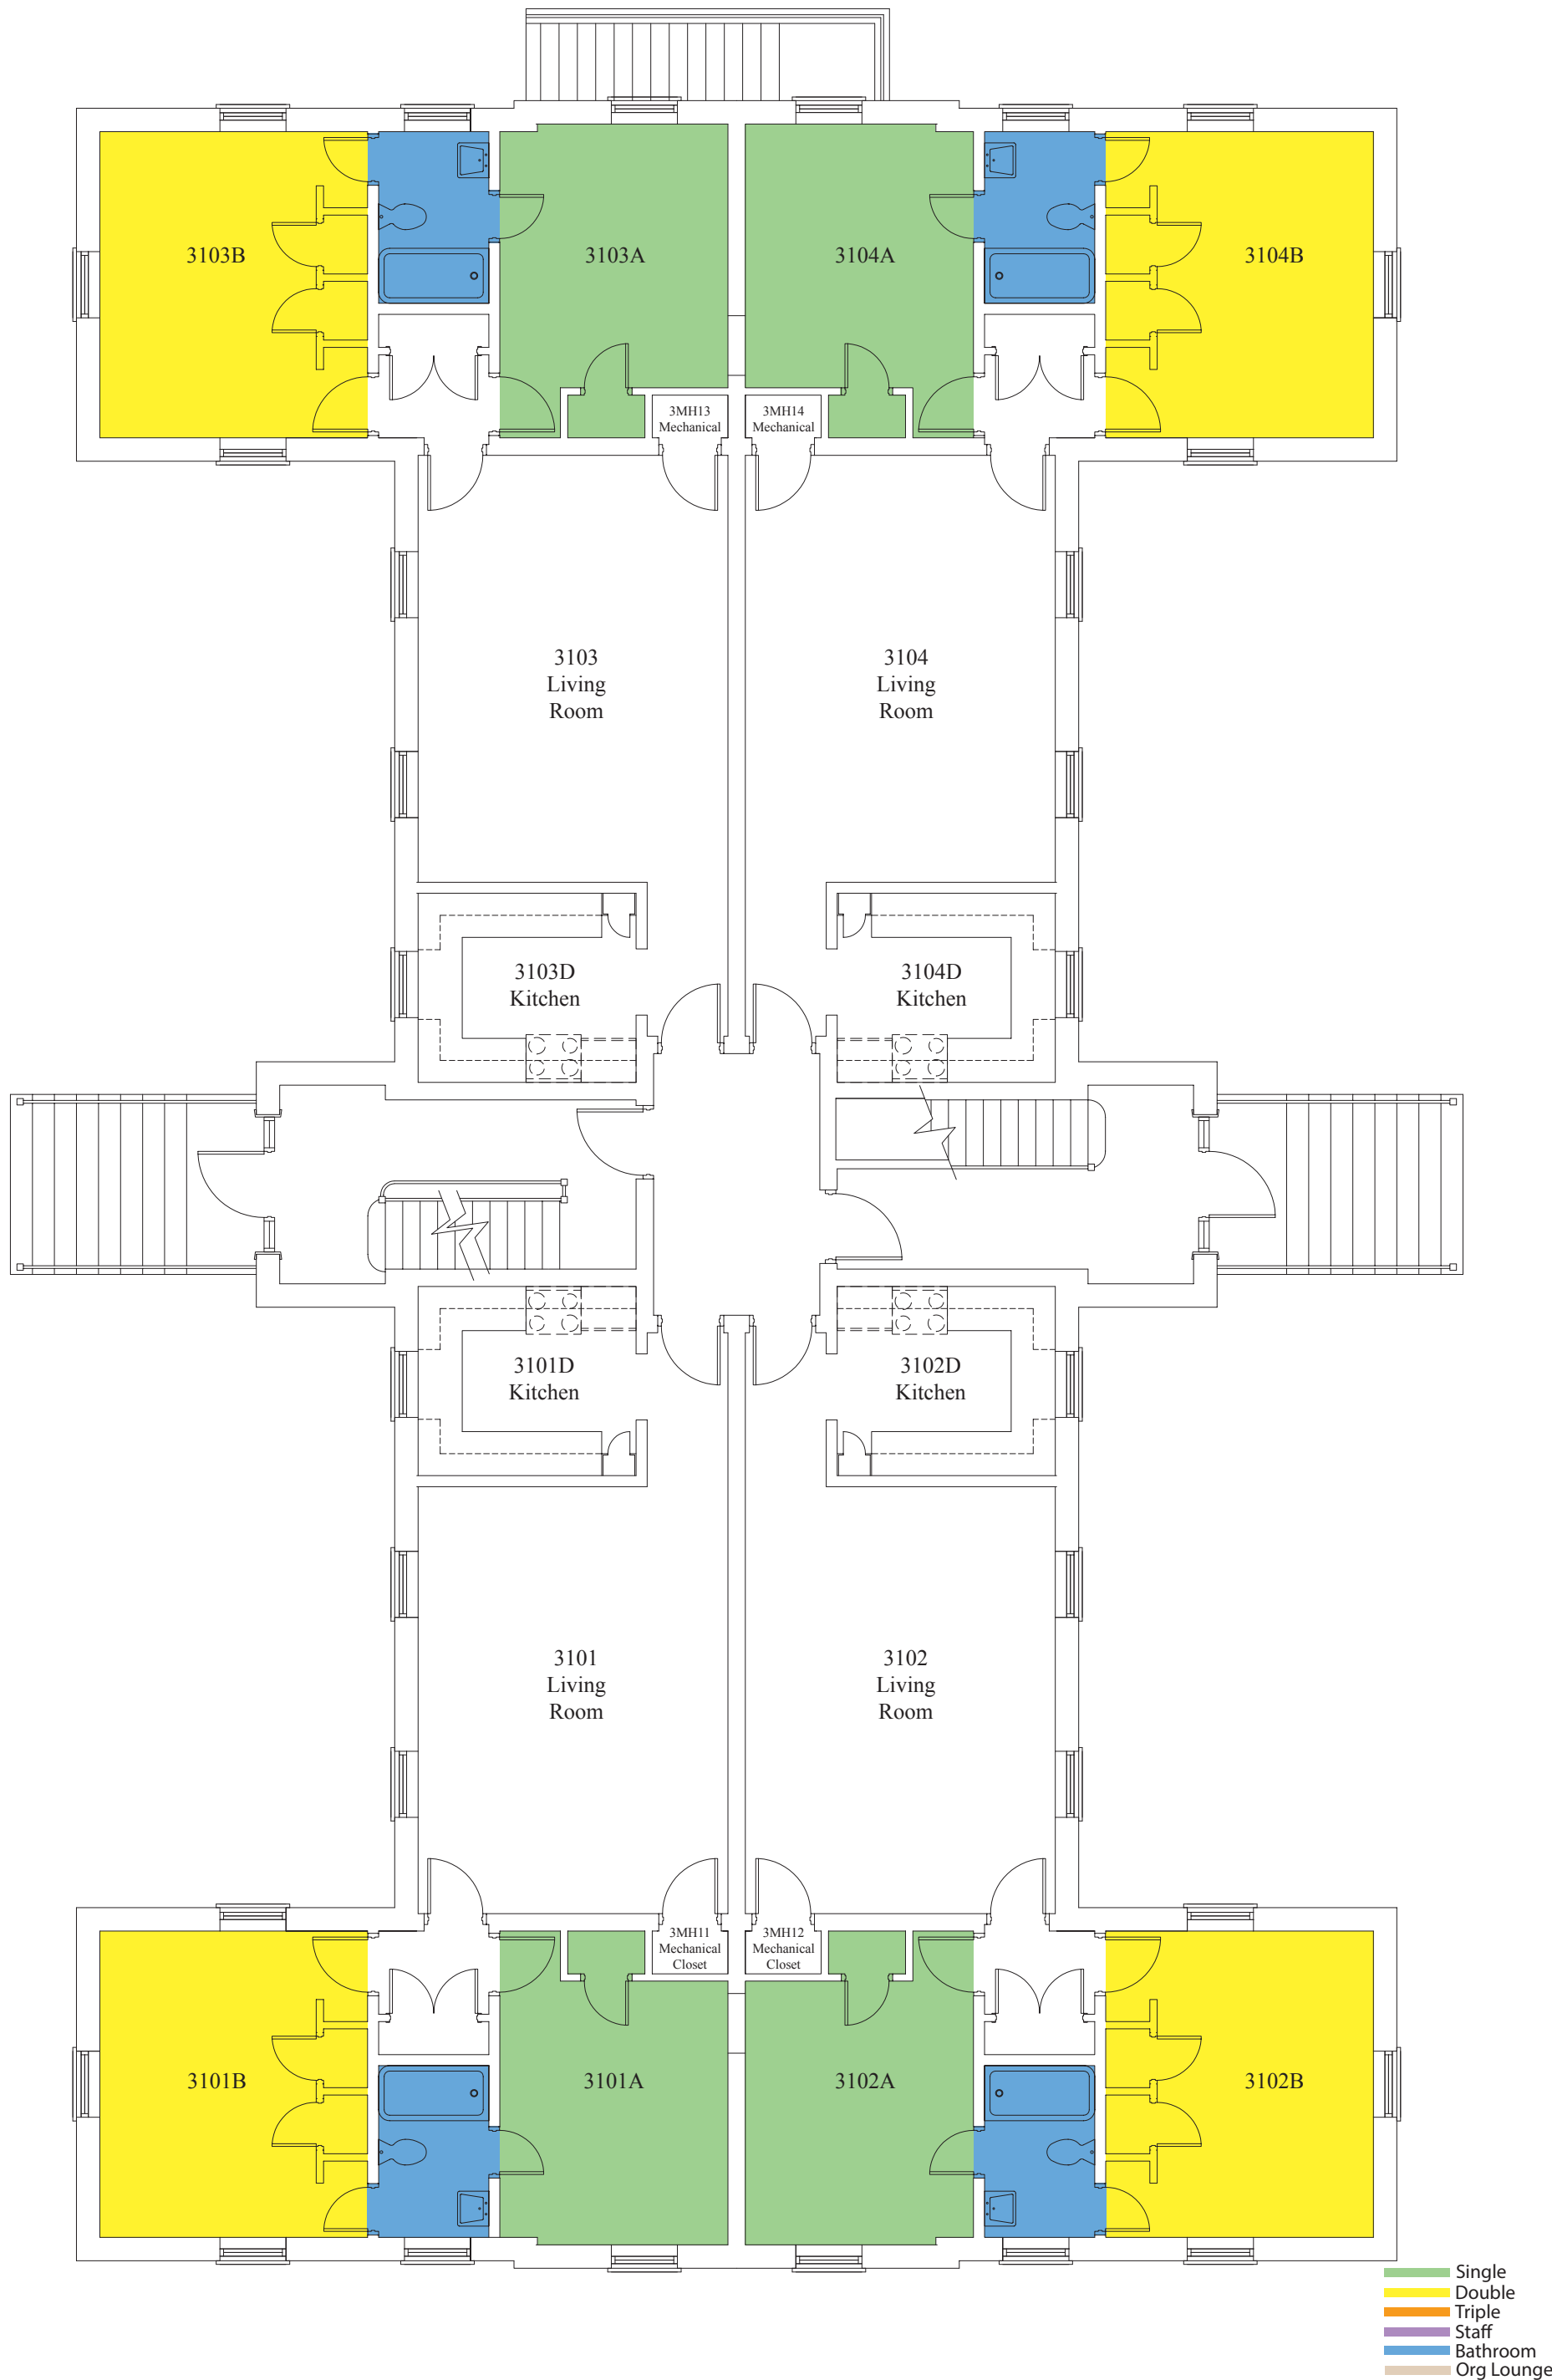 3103B
3103A
3104A
3104B
3MH13
Mechanical
3MH14
Mechanical
3103
Living
Room
3104
Living
Room
3103D
Kitchen
3104D
Kitchen
3101D
Kitchen
3102D
Kitchen
3101
Living
Room
3102
Living
Room
3MH11
Mechanical
Closet
3MH12
Mechanical
Closet
3101B
3101A
3102A
3102B
Single
Double
Triple
Staff
Bathroom
Org Lounge